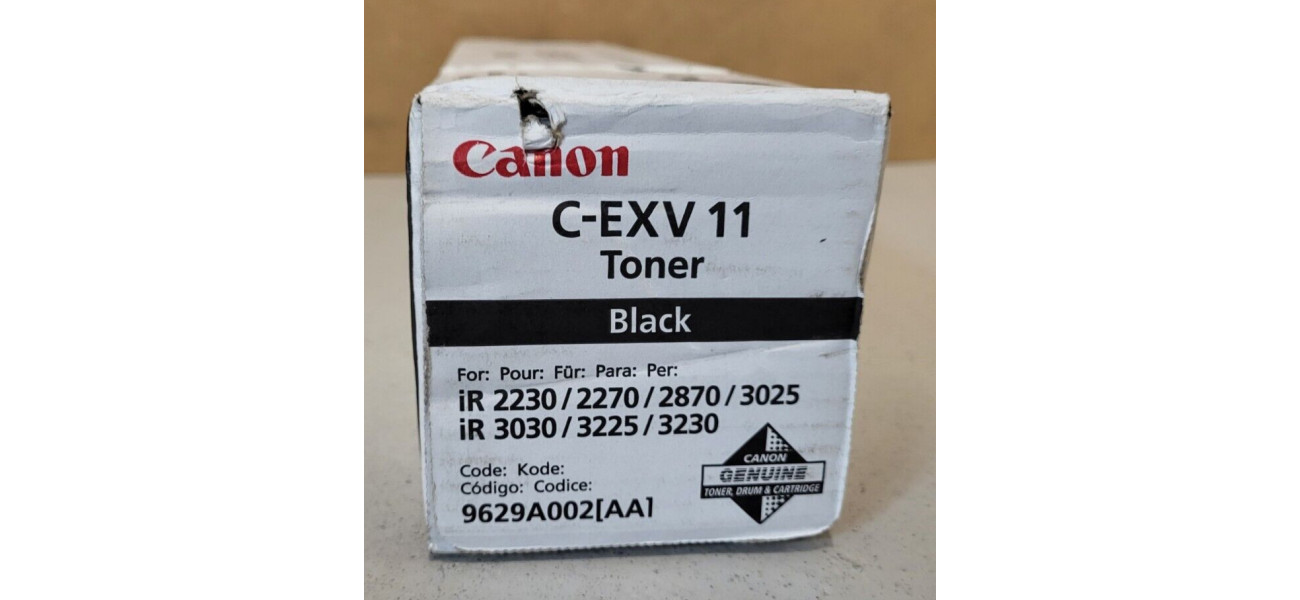 Canon
C-EXV 11
Toner
Black
For: Pour: Für: Para: Per:
iR 2230 / 2270 / 2870 / 3025
iR 3030 / 3225 / 3230
Code: Kode:
Código: Codice:
9629A002[AA]
CANON
GENUINE
TONER, DRUM & CARTRIDGE